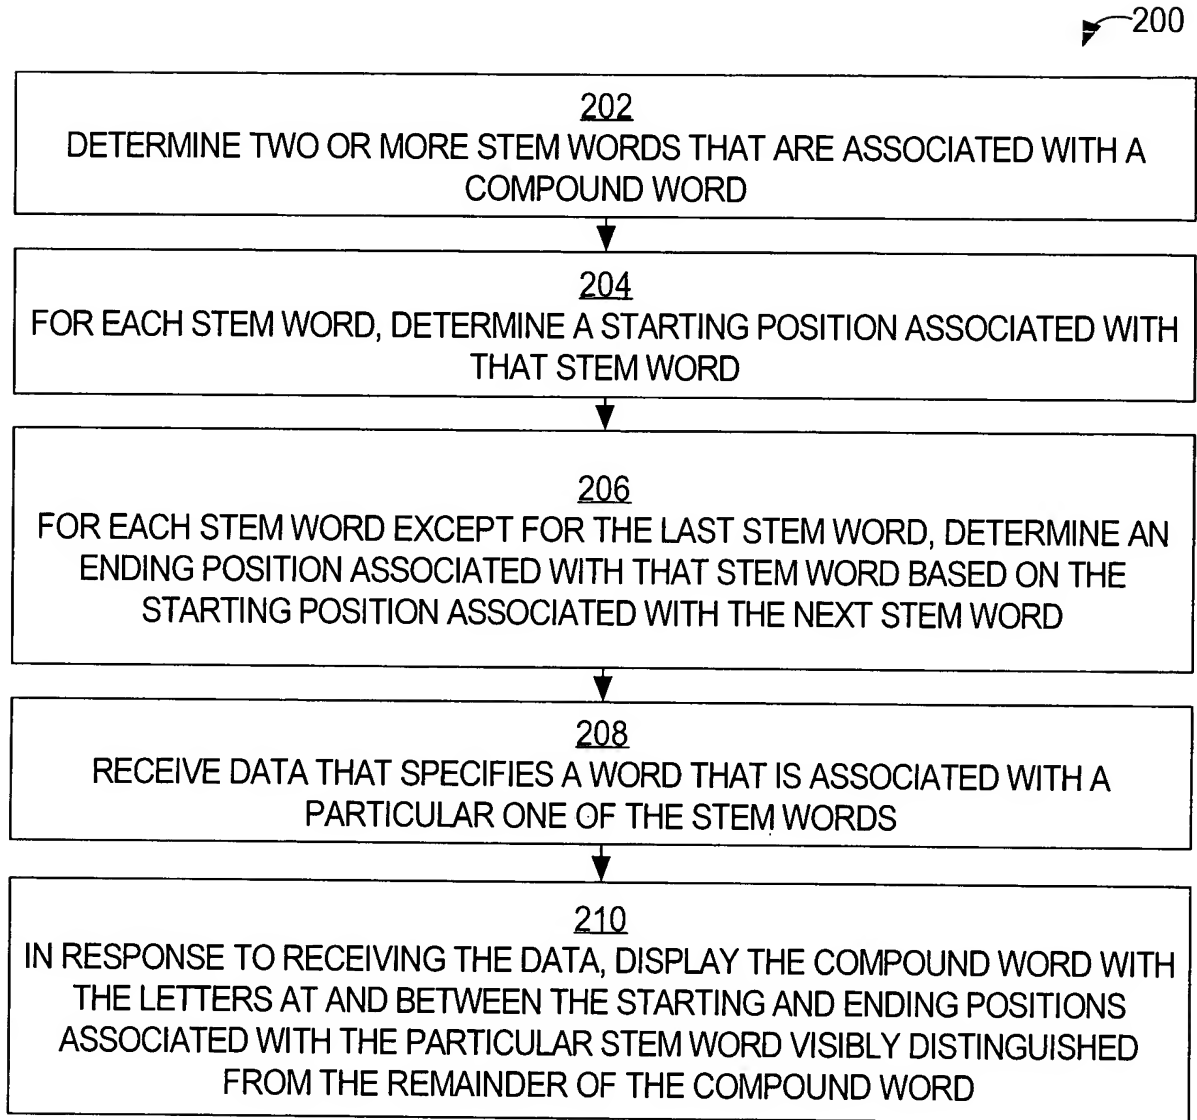 200
202
DETERMINE TWO OR MORE STEM WORDS THAT ARE ASSOCIATED WITH A
COMPOUND WORD
204
FOR EACH STEM WORD, DETERMINE A STARTING POSITION ASSOCIATED WITH
THAT STEM WORD
206
FOR EACH STEM WORD EXCEPT FOR THE LAST STEM WORD, DETERMINE AN
ENDING POSITION ASSOCIATED WITH THAT STEM WORD BASED ON THE
STARTING POSITION ASSOCIATED WITH THE NEXT STEM WORD
208
RECEIVE DATA THAT SPECIFIES A WORD THAT IS ASSOCIATED WITH A
PARTICULAR ONE OF THE STEM WORDS
210
IN RESPONSE TO RECEIVING THE DATA, DISPLAY THE COMPOUND WORD WITH
THE LETTERS AT AND BETWEEN THE STARTING AND ENDING POSITIONS
ASSOCIATED WITH THE PARTICULAR STEM WORD VISIBLY DISTINGUISHED
FROM THE REMAINDER OF THE COMPOUND WORD